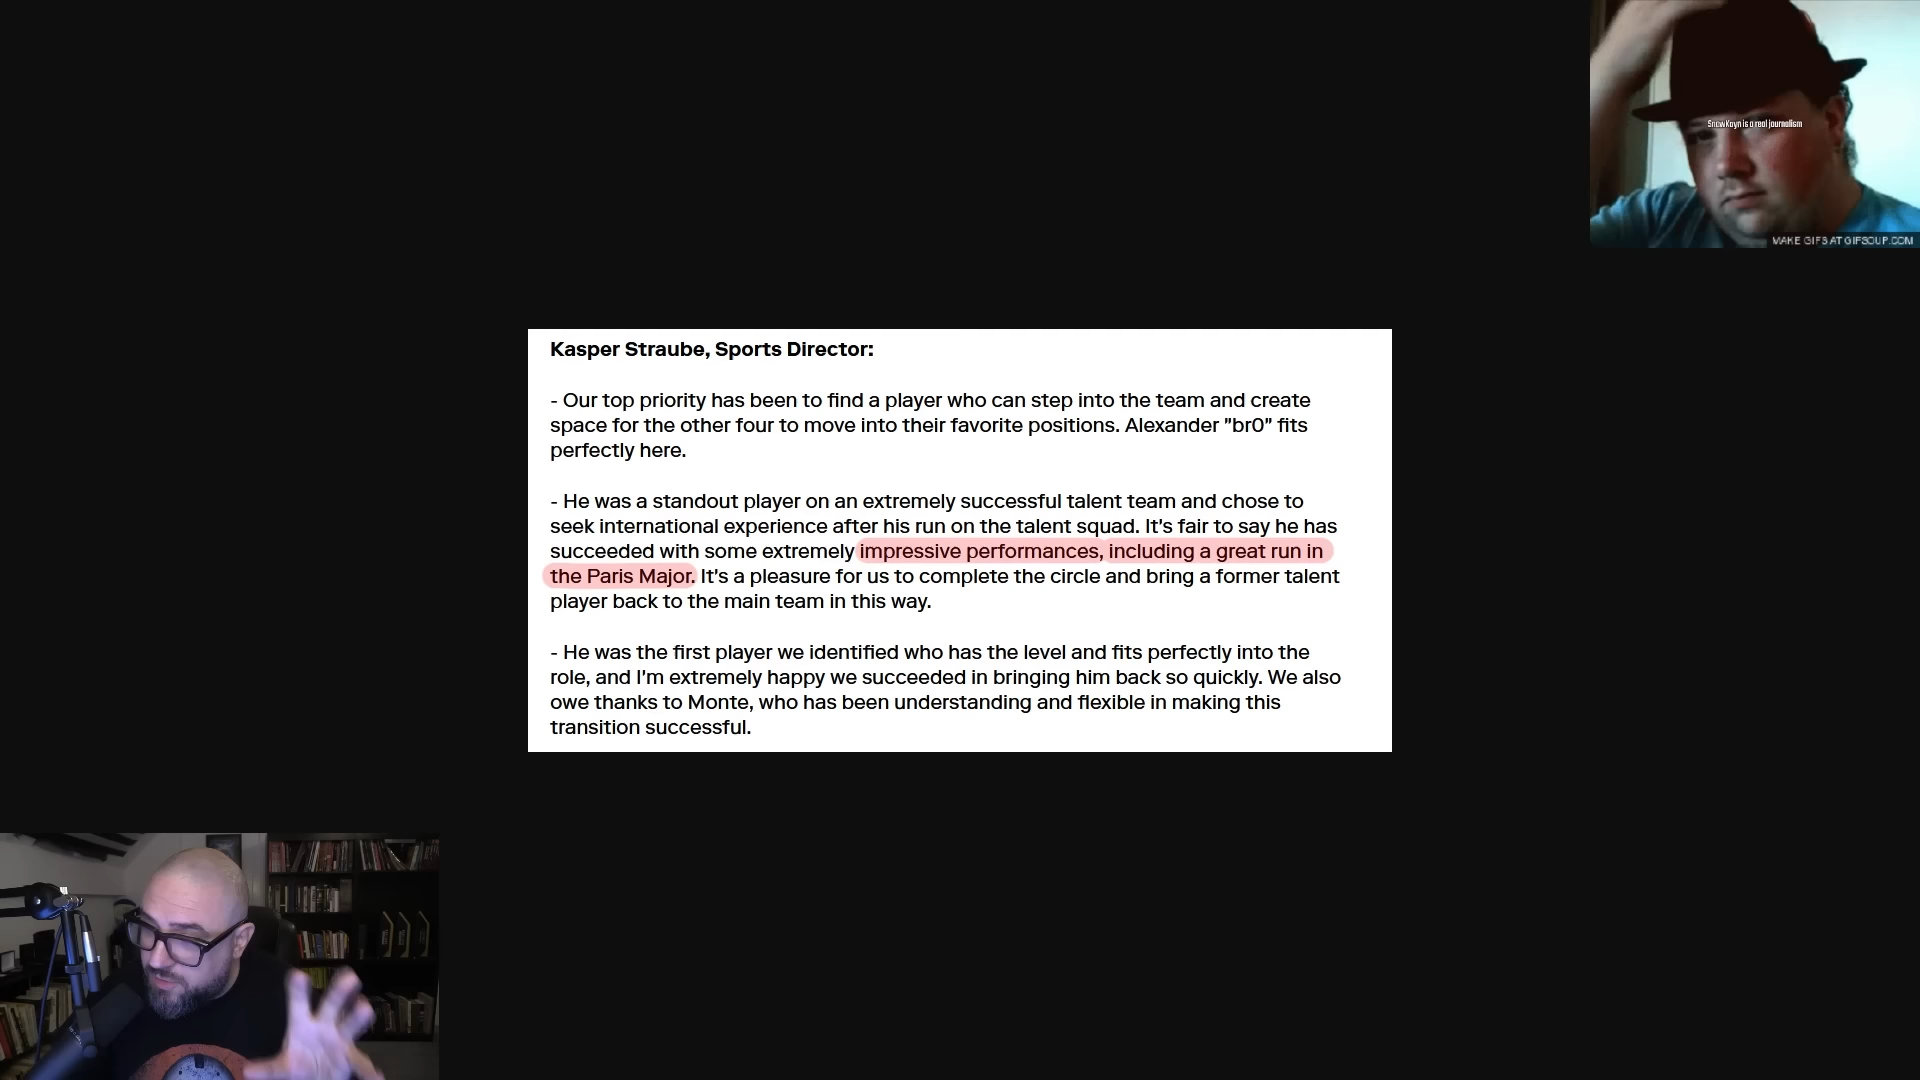 SnowKayn is a real journalism
MAKE GIFS AT GIFSOUP.COM
Kasper Straube, Sports Director:
- Our top priority has been to find a player who can step into the team and create
space for the other four to move into their favorite positions. Alexander "br0" fits
perfectly here.
- He was a standout player on an extremely successful talent team and chose to
seek international experience after his run on the talent squad. It's fair to say he has
succeeded with some extremely impressive performances, including a great run in
the Paris Major. It's a pleasure for us to complete the circle and bring a former talent
player back to the main team in this way.
- He was the first player we identified who has the level and fits perfectly into the
role, and I'm extremely happy we succeeded in bringing him back so quickly. We also
owe thanks to Monte, who has been understanding and flexible in making this
transition successful.